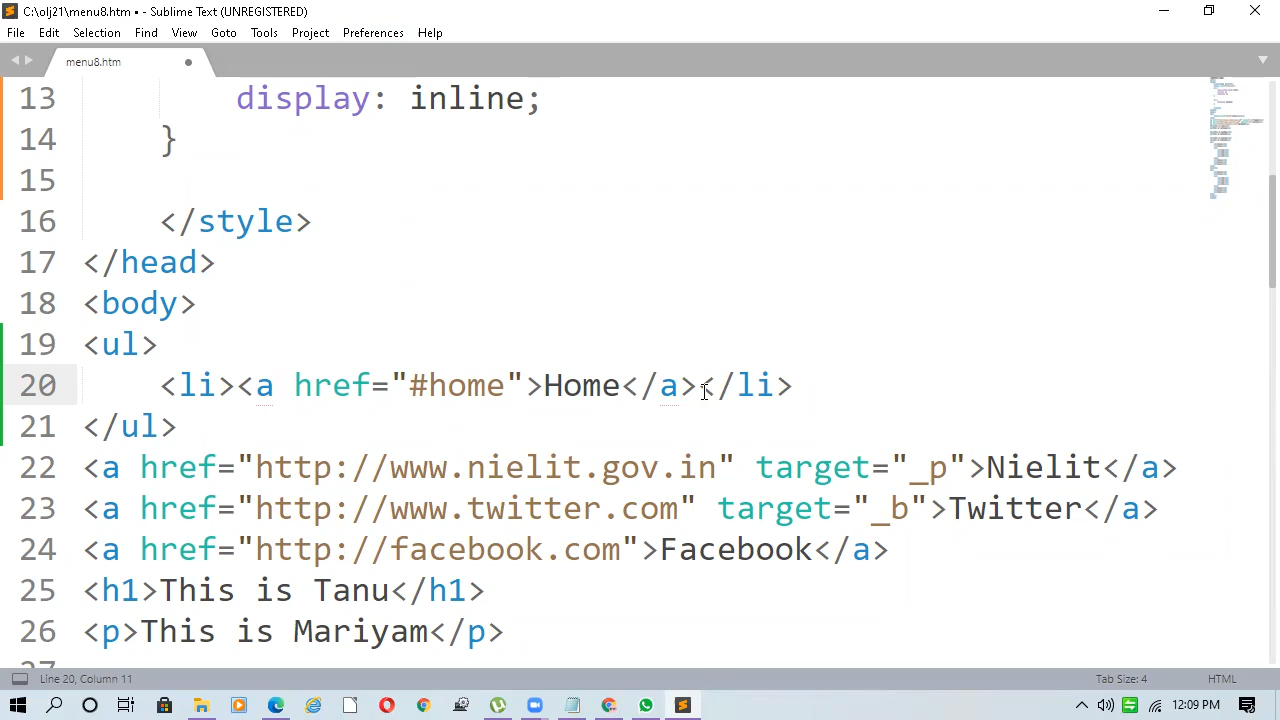 C:\olj21\menu8.htm • - Sublime Text (UNREGISTERED)
File Edit Selection Find View Goto Tools Project Preferences Help
menu8.htm
13 display: inline;
14 }
15
16 </style>
17 </head>
18 <body>
19 <ul>
20 <li><a href="#home">Home</a></li>
21 </ul>
22 <a href="http://www.nielit.gov.in" target="_p">Nielit</a>
23 <a href="http://www.twitter.com" target="_b">Twitter</a>
24 <a href="http://facebook.com">Facebook</a>
25 <h1>This is Tanu</h1>
26 <p>This is Mariyam</p>
Line 20, Column 11 Tab Size: 4 HTML
12:09 PM